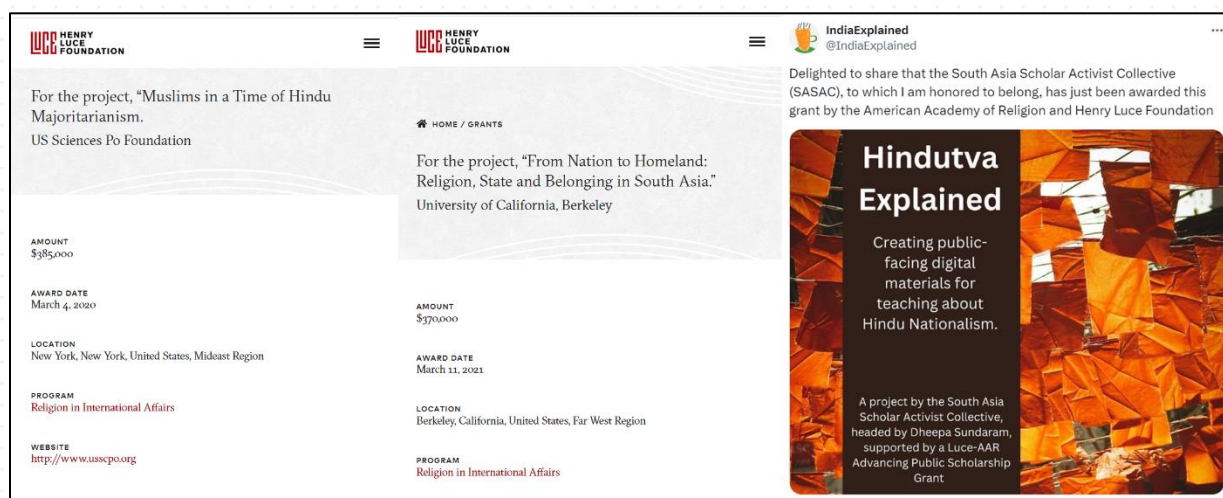 LUCE HENRY
LUCE
FOUNDATION
For the project, “Muslims in a Time of Hindu
Majoritarianism.
US Sciences Po Foundation
AMOUNT
$385,000
AWARD DATE
March 4, 2020
LOCATION
New York, New York, United States, Mideast Region
PROGRAM
Religion in International Affairs
WEBSITE
http://www.usscpo.org
LUCE HENRY
LUCE
FOUNDATION
HOME / GRANTS
For the project, “From Nation to Homeland:
Religion, State and Belonging in South Asia.”
University of California, Berkeley
AMOUNT
$370,000
AWARD DATE
March 11, 2021
LOCATION
Berkeley, California, United States, Far West Region
PROGRAM
Religion in International Affairs
IndiaExplained
@IndiaExplained
Delighted to share that the South Asia Scholar Activist Collective
(SASAC), to which I am honored to belong, has just been awarded this
grant by the American Academy of Religion and Henry Luce Foundation
Hindutva
Explained
Creating public-
facing digital
materials for
teaching about
Hindu Nationalism.
A project by the South Asia
Scholar Activist Collective,
headed by Dheepa Sundaram,
supported by a Luce-AAR
Advancing Public Scholarship
Grant